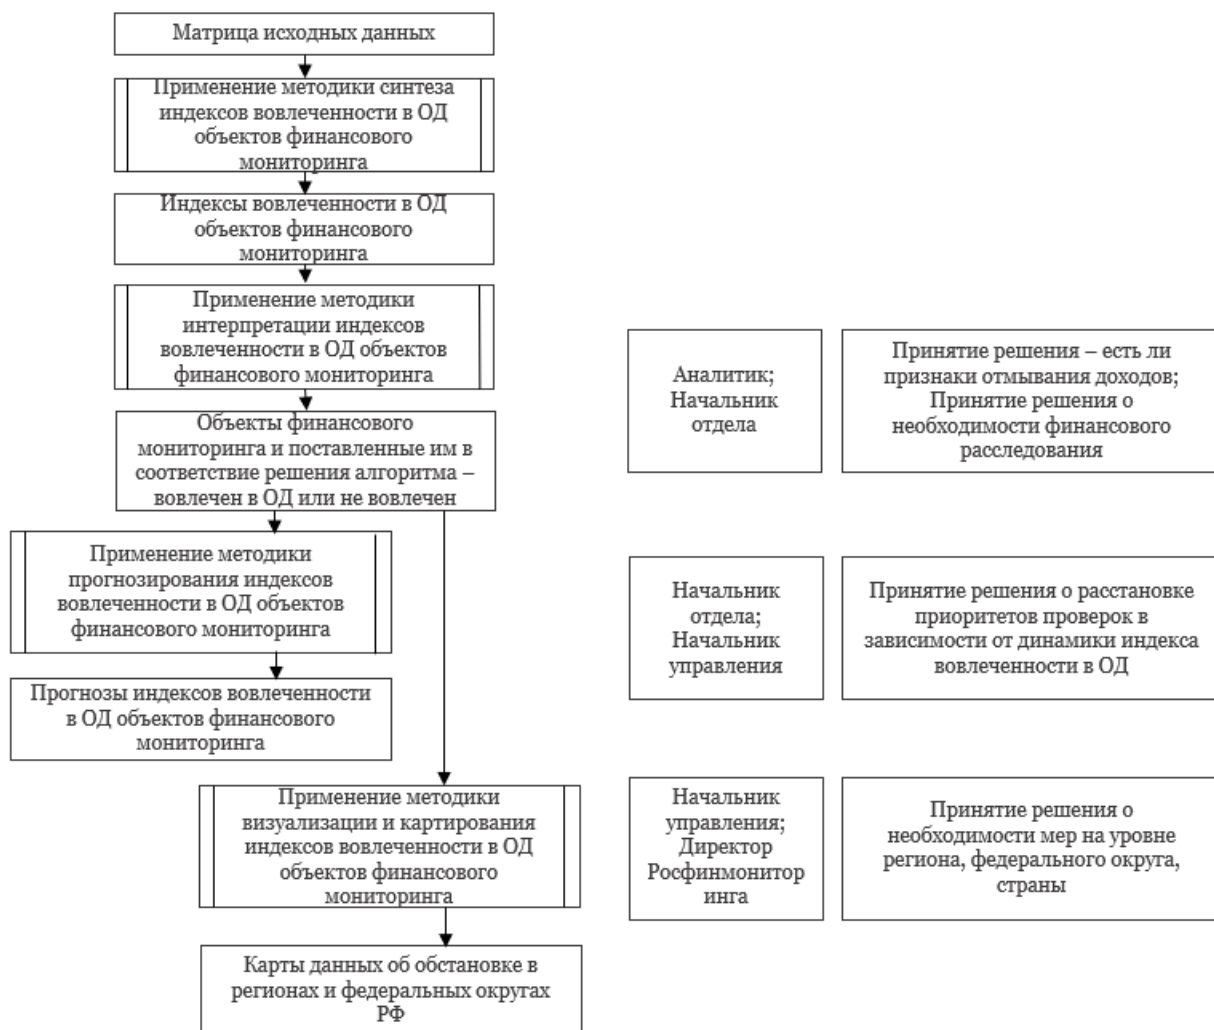 Матрица исходных данных
Применение методики синтеза
индексов вовлеченности в ОД
объектов финансового
мониторинга
Индексы вовлеченности в ОД
объектов финансового
мониторинга
Применение методики
интерпретации индексов
вовлеченности в ОД объектов
финансового мониторинга
Объекты финансового
мониторинга и поставленные им в
соответствие решения алгоритма –
вовлечен в ОД или не вовлечен
Аналитик;
Начальник
отдела
Принятие решения – есть ли
признаки отмывания доходов;
Принятие решения о
необходимости финансового
расследования
Применение методики
прогнозирования индексов
вовлеченности в ОД объектов
финансового мониторинга
Прогнозы индексов вовлеченности
в ОД объектов финансового
мониторинга
Начальник
отдела;
Начальник
управления
Принятие решения о расстановке
приоритетов проверок в
зависимости от динамики индекса
вовлеченности в ОД
Применение методики
визуализации и картирования
индексов вовлеченности в ОД
объектов финансового
мониторинга
Начальник
управления;
Директор
Росфинмонитор
инга
Принятие решения о
необходимости мер на уровне
региона, федерального округа,
страны
Карты данных об обстановке в
регионах и федеральных округах
РФ